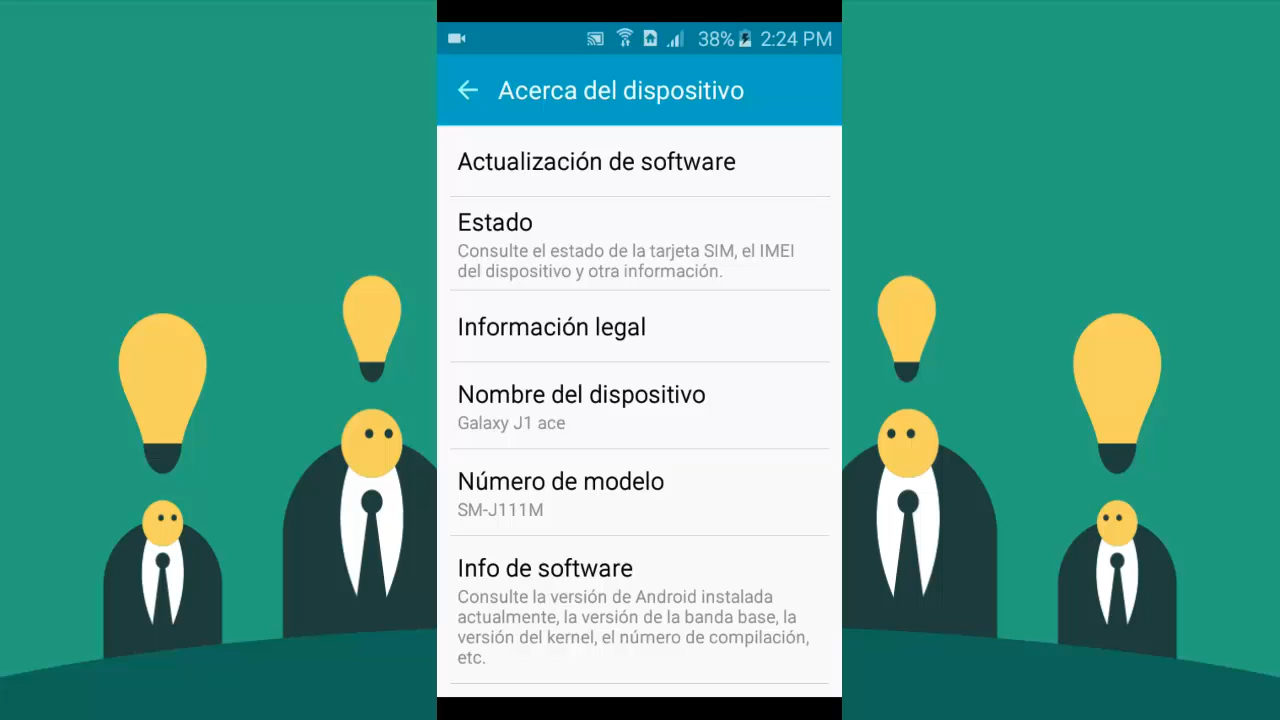 38% 2:24 PM
Acerca del dispositivo
Actualización de software
Estado
Consulte el estado de la tarjeta SIM, el IMEI
del dispositivo y otra información.
Información legal
Nombre del dispositivo
Galaxy J1 ace
Número de modelo
SM-J111M
Info de software
Consulte la versión de Android instalada
actualmente, la versión de la banda base, la
versión del kernel, el número de compilación,
etc.